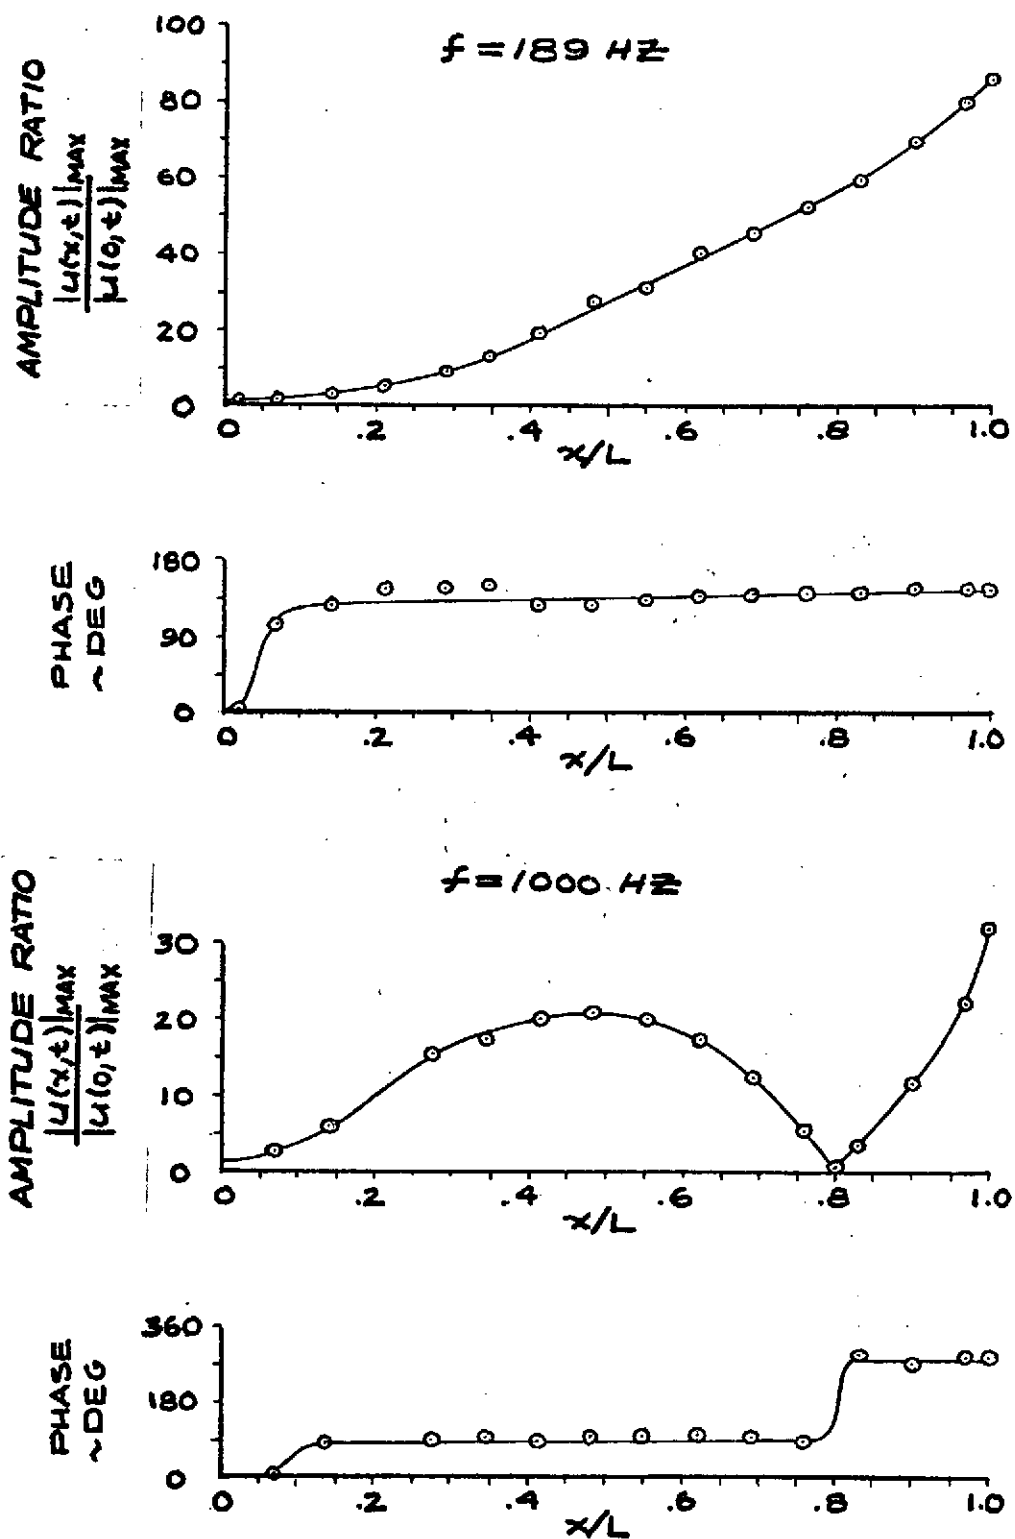 f = 189 HZ
AMPLITUDE RATIO
|u(x,t)|MAX
|u(0,t)|MAX
100
80
60
40
20
0
0 .2 .4 .6 .8 1.0
x/L
PHASE
~DEG
180
90
0
0 .2 .4 .6 .8 1.0
x/L
f = 1000 HZ
AMPLITUDE RATIO
|u(x,t)|MAX
|u(0,t)|MAX
30
20
10
0
0 .2 .4 .6 .8 1.0
x/L
PHASE
~DEG
360
180
0
0 .2 .4 .6 .8 1.0
x/L